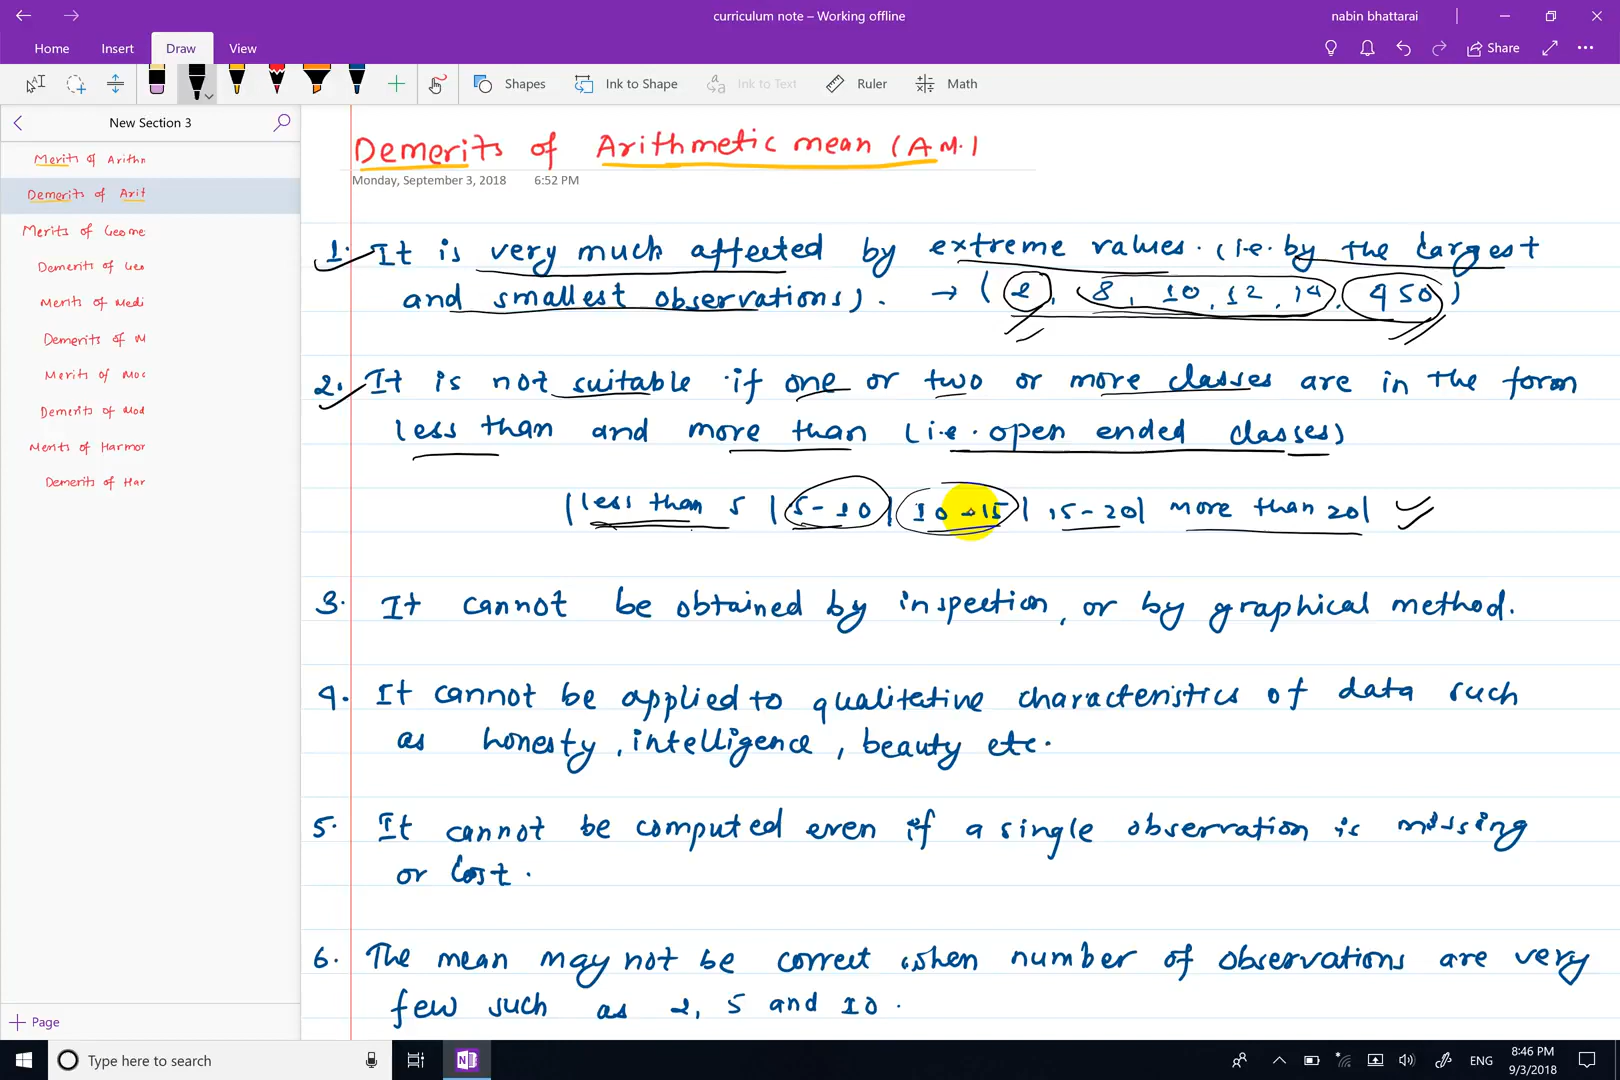 curriculum note – Working offline
nabin bhattarai
Home Insert Draw View
Share
Shapes Ink to Shape Ink to Text Ruler Math
New Section 3
Merit of Arithm
Demerits of Arit
Merits of Geome
Demerits of Geo
Merits of Medi
Demerits of M
Merits of Moc
Demerits of Mod
Merits of Harmor
Demerits of Har
Page
Demerits of Arithmetic mean (A.M.)
Monday, September 3, 2018 6:52 PM
1. It is very much affected by extreme values. (i.e. by the largest
and smallest observations). → (2, 8, 10, 12, 14, 450)
2. It is not suitable if one or two or more classes are in the form
less than and more than (i.e. open ended classes)
| less than 5 | 5-10 | 10-15 | 15-20 | more than 20 |
3. It cannot be obtained by inspection, or by graphical method.
4. It cannot be applied to qualitative characteristics of data such
as honesty, intelligence, beauty etc.
5. It cannot be computed even if a single observation is missing
or lost.
6. The mean may not be correct when number of observations are very
few such as 2, 5 and 10.
Type here to search
ENG
8:46 PM
9/3/2018